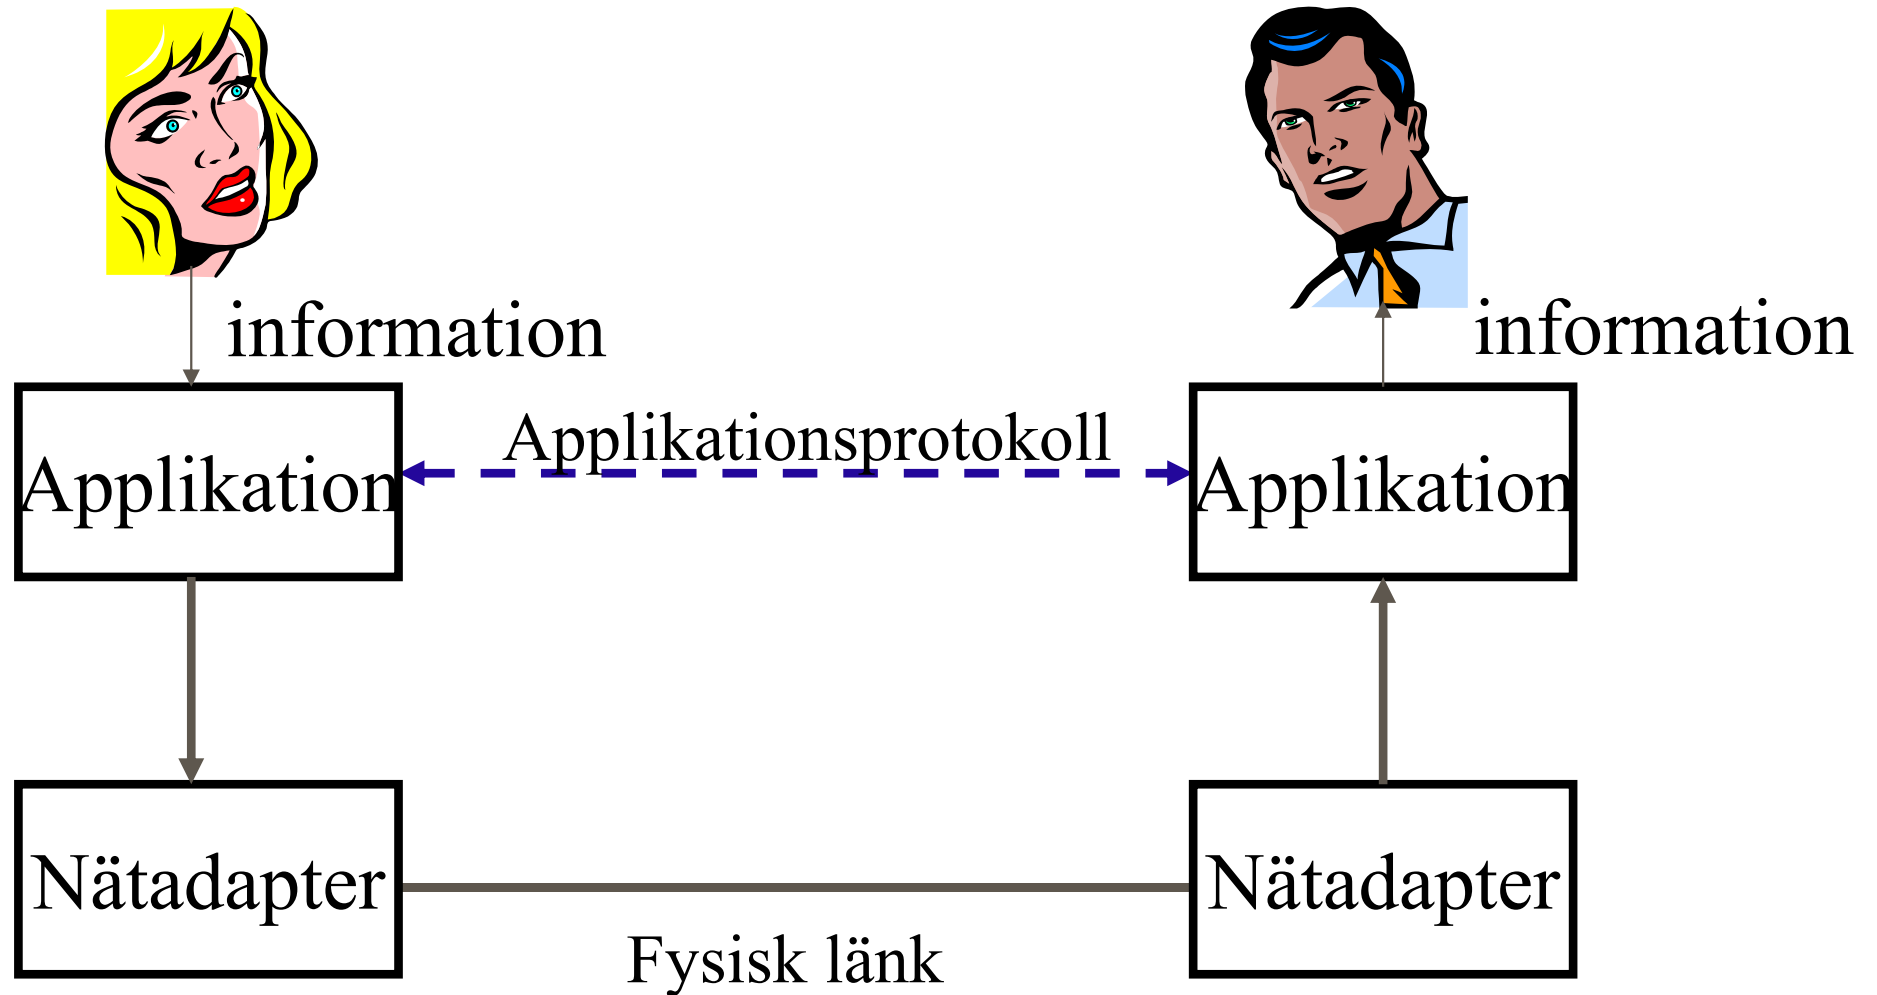 information
information
Applikationsprotokoll
Applikation
Applikation
Nätadapter
Nätadapter
Fysisk länk